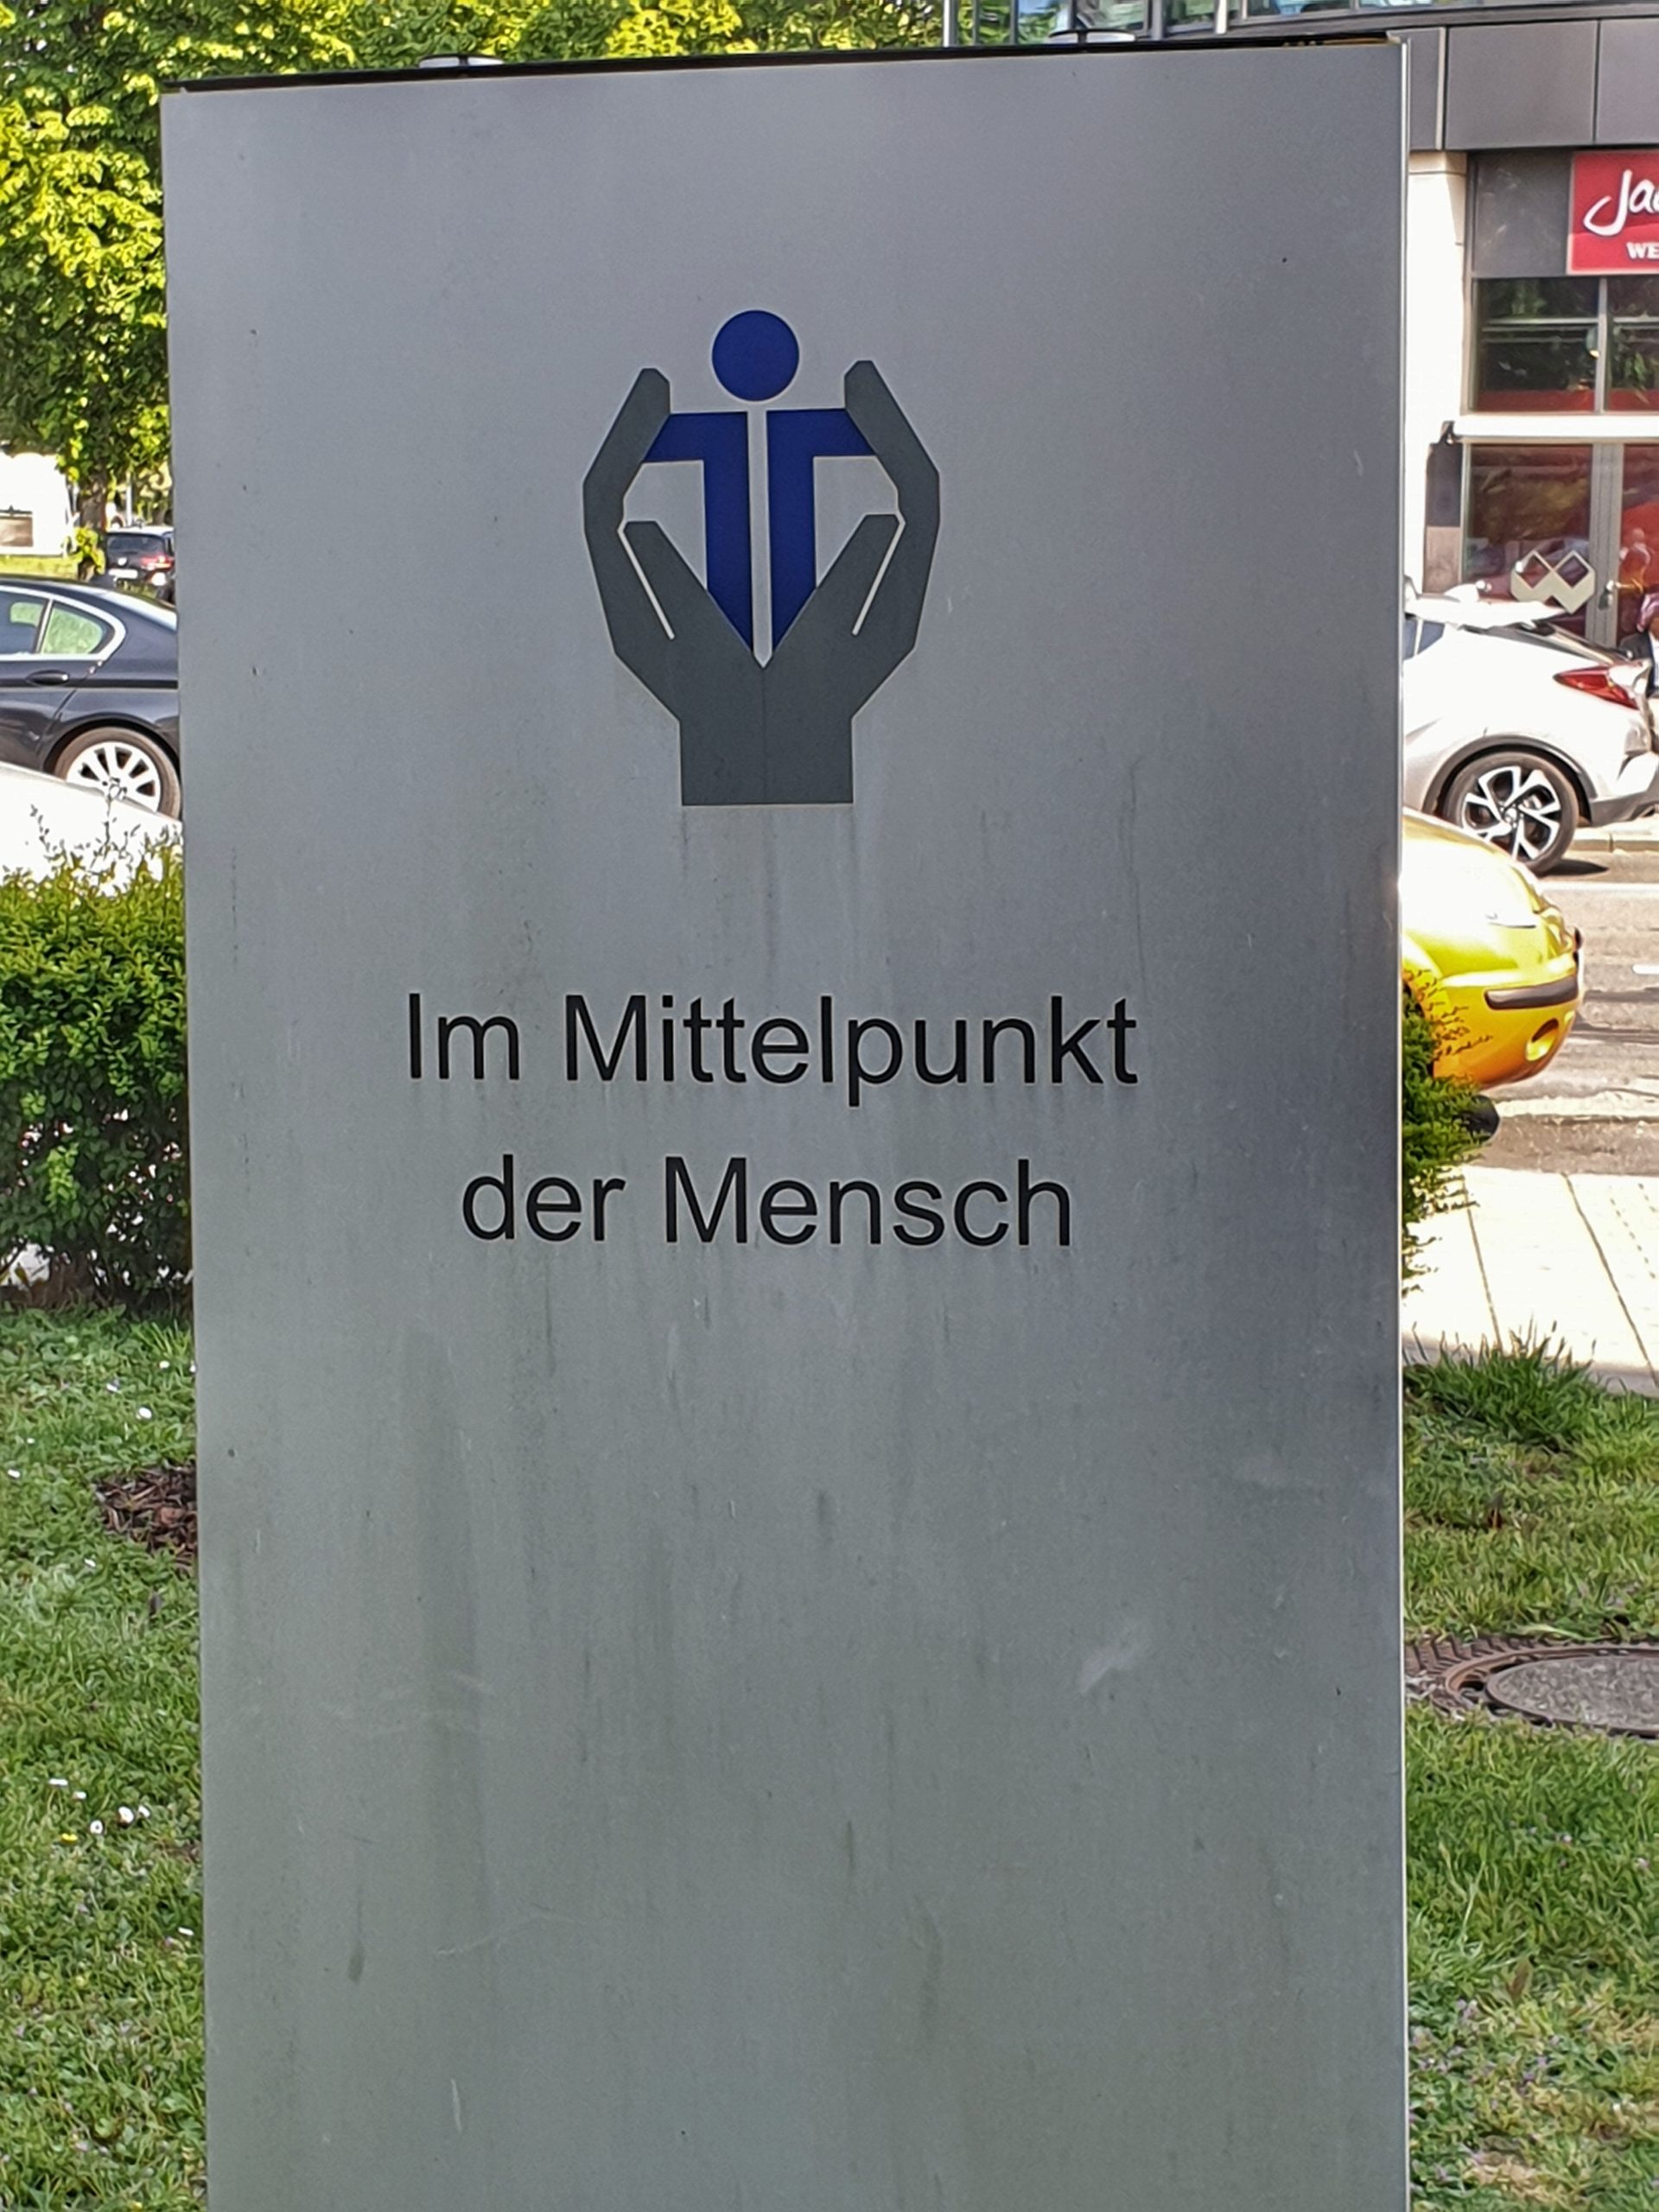 Im Mittelpunkt
der Mensch